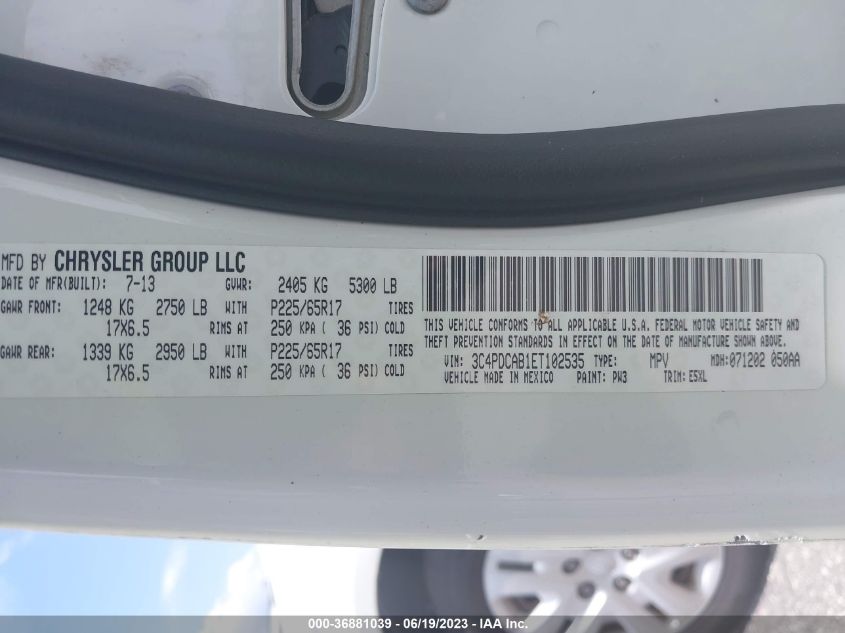 MFD BY CHRYSLER GROUP LLC
DATE OF MFR(BUILT): 7-13 GVWR: 2405 KG 5300 LB
GAWR FRONT: 1248 KG 2750 LB WITH P225/65R17 TIRES
17X6.5 RIMS AT 250 KPA ( 36 PSI) COLD
GAWR REAR: 1339 KG 2950 LB WITH P225/65R17 TIRES
17X6.5 RIMS AT 250 KPA ( 36 PSI) COLD
THIS VEHICLE CONFORMS TO ALL APPLICABLE U.S.A. FEDERAL MOTOR VEHICLE SAFETY AND
THEFT PREVENTION STANDARDS IN EFFECT ON THE DATE OF MANUFACTURE SHOWN ABOVE.
VIN: 3C4PDCAB1ET102535 TYPE: MPV MDH: 071202 050AA
VEHICLE MADE IN MEXICO PAINT: PW3 TRIM: E5XL
000-36881039 - 06/19/2023 - IAA Inc.